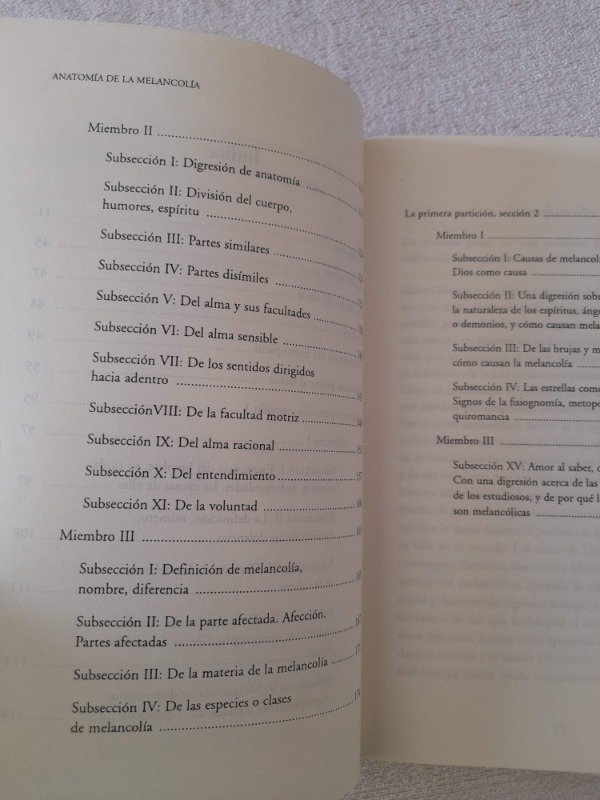 ANATOMÍA DE LA MELANCOLÍA
Miembro II
Subsección I: Digresión de anatomía
Subsección II: División del cuerpo,
humores, espíritu
Subsección III: Partes similares
Subsección IV: Partes disímiles
Subsección V: Del alma y sus facultades
Subsección VI: Del alma sensible
Subsección VII: De los sentidos dirigidos
hacia adentro
SubsecciónVIII: De la facultad motriz
Subsección IX: Del alma racional
Subsección X: Del entendimiento
Subsección XI: De la voluntad
Miembro III
Subsección I: Definición de melancolía,
nombre, diferencia
Subsección II: De la parte afectada. Afección.
Partes afectadas
Subsección III: De la materia de la melancolía
Subsección IV: De las especies o clases
de melancolía
La primera partición, sección 2
Miembro I
Subsección I: Causas de
Dios como causa
Subsección II: Una digresión
la naturaleza de los espíritus,
o demonios, y cómo causan
Subsección III: De las brujas y
cómo causan la melancolía
Subsección IV: Las estrellas
Signos de la fisiognomía,
quiromancia
Miembro III
Subsección XV: Amor al saber,
Con una digresión acerca de las
de los estudiosos, y de por qué
son melancólicas